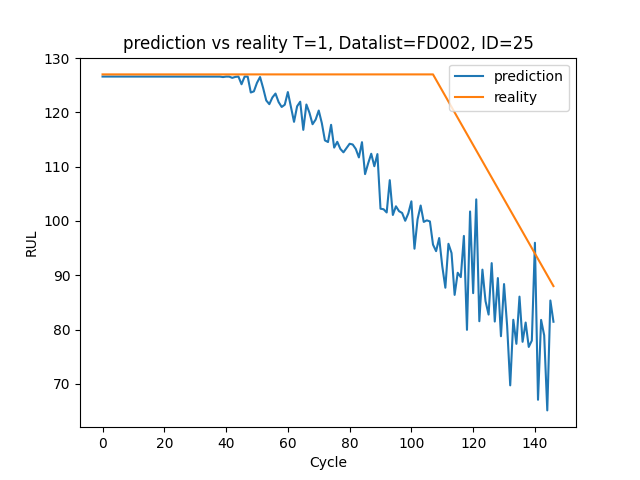 prediction vs reality T=1, Datalist=FD002, ID=25
130
120
110
100
90
80
70
RUL
prediction
reality
0 20 40 60 80 100 120 140
Cycle